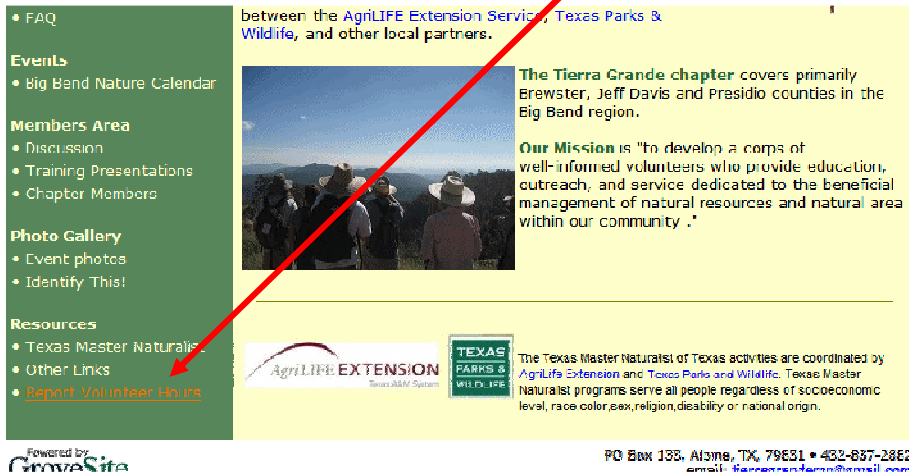 • FAQ
Events
• Big Bend Nature Calendar
Members Area
• Discussion
• Training Presentations
• Chapter Members
Photo Gallery
• Event photos
• Identify This!
Resources
• Texas Master Naturalist
• Other Links
• Report Volunteer Hours
between the AgriLIFE Extension Service, Texas Parks &
Wildlife, and other local partners.
The Tierra Grande chapter covers primarily
Brewster, Jeff Davis and Presidio counties in the
Big Bend region.
Our Mission is "to develop a corps of
well-informed volunteers who provide education,
outreach, and service dedicated to the beneficial
management of natural resources and natural area
within our community ."
AgriLIFE EXTENSION
Texas A&M System
TEXAS
PARKS &
WILDLIFE
The Texas Master Naturalist of Texas activities are coordinated by
AgriLife Extension and Texas Parks and Wildlife. Texas Master
Naturalist programs serve all people regardless of socioeconomic
level, race color,sex,religion,disability or national origin.
Powered by
GroveSite
PO Box 133, Alpine, TX, 79831 • 432-837-2882
email: